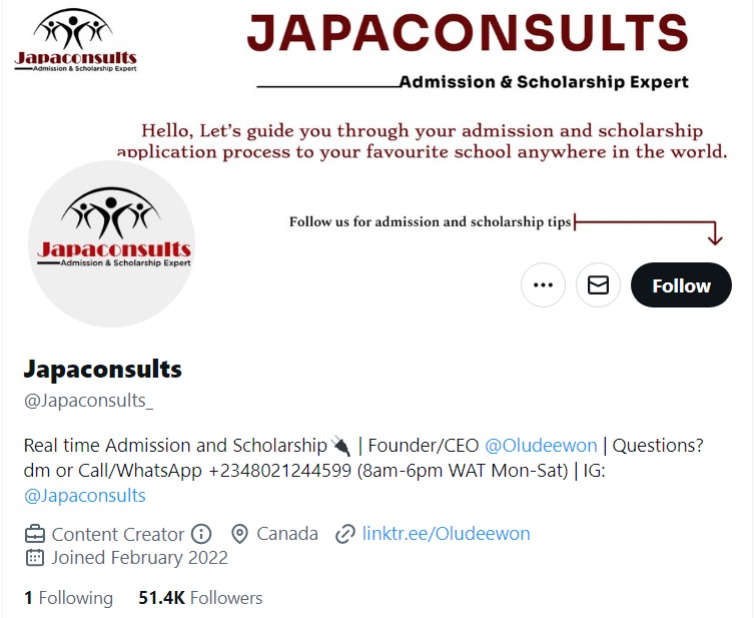 Japaconsults
Admission & Scholarship Expert
JAPACONSULTS
Admission & Scholarship Expert
Hello, Let's guide you through your admission and scholarship
application process to your favourite school anywhere in the world.
Japaconsults
Admission & Scholarship Expert
Follow us for admission and scholarship tips
Follow
Japaconsults
@Japaconsults_
Real time Admission and Scholarship 🔌 | Founder/CEO @Oludeewon | Questions?
dm or Call/WhatsApp +2348021244599 (8am-6pm WAT Mon-Sat) | IG:
@Japaconsults
Content Creator Canada linktr.ee/Oludeewon
Joined February 2022
1 Following 51.4K Followers